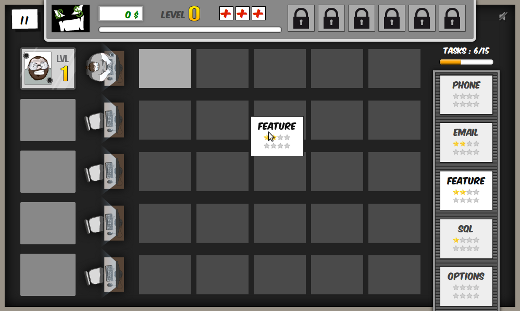 0 $
LEVEL 0
TASKS : 6/15
LVL
1
PHONE
EMAIL
FEATURE
FEATURE
SQL
OPTIONS